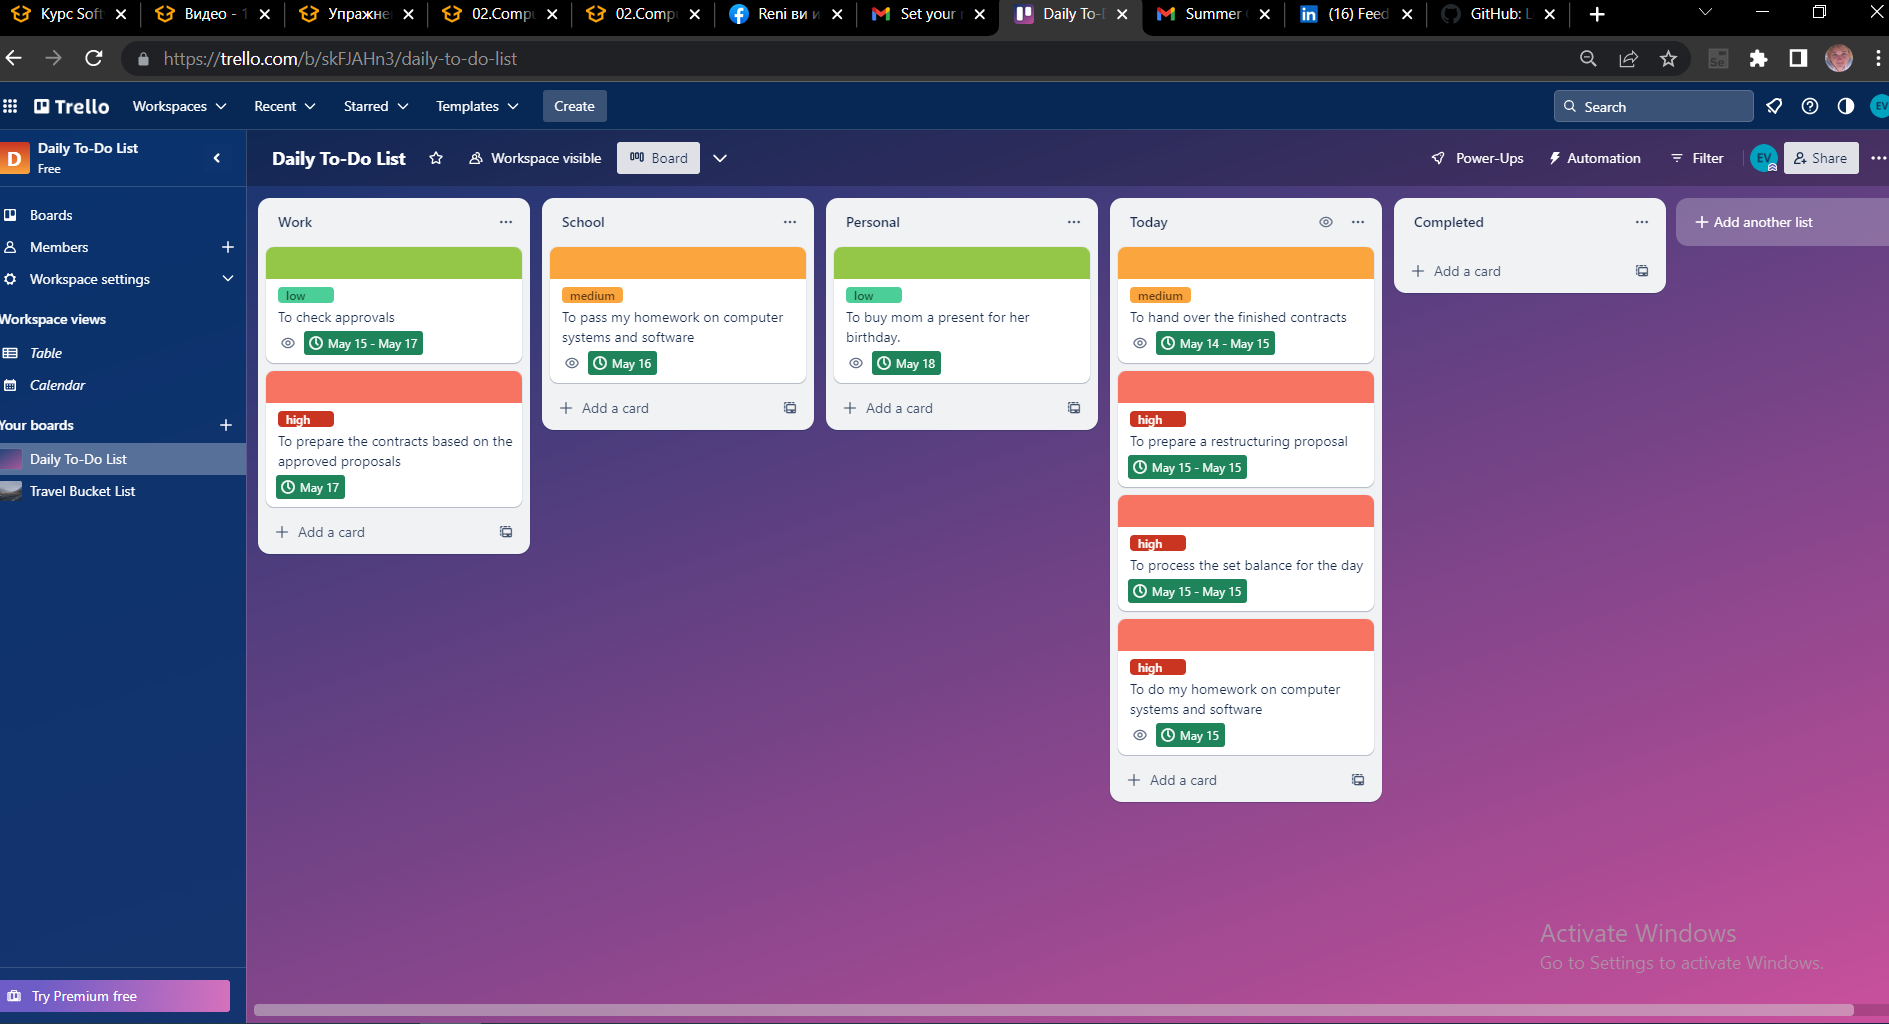 Курс Soft
Видео - 1
Упражне
02.Comp
02.Comp
Reni ви и
Set your
Daily To-D
Summer
(16) Feed
GitHub: L
https://trello.com/b/skFJAHn3/daily-to-do-list
Trello
Workspaces
Recent
Starred
Templates
Create
Search
EV
D
Daily To-Do List
Free
Daily To-Do List
Workspace visible
Board
Power-Ups
Automation
Filter
EV
Share
Boards
Members
Workspace settings
Workspace views
Table
Calendar
Your boards
Daily To-Do List
Travel Bucket List
Try Premium free
Work
low
To check approvals
May 15 - May 17
high
To prepare the contracts based on the
approved proposals
May 17
Add a card
School
medium
To pass my homework on computer
systems and software
May 16
Add a card
Personal
low
To buy mom a present for her
birthday.
May 18
Add a card
Today
medium
To hand over the finished contracts
May 14 - May 15
high
To prepare a restructuring proposal
May 15 - May 15
high
To process the set balance for the day
May 15 - May 15
high
To do my homework on computer
systems and software
May 15
Add a card
Completed
Add a card
Add another list
Activate Windows
Go to Settings to activate Windows.